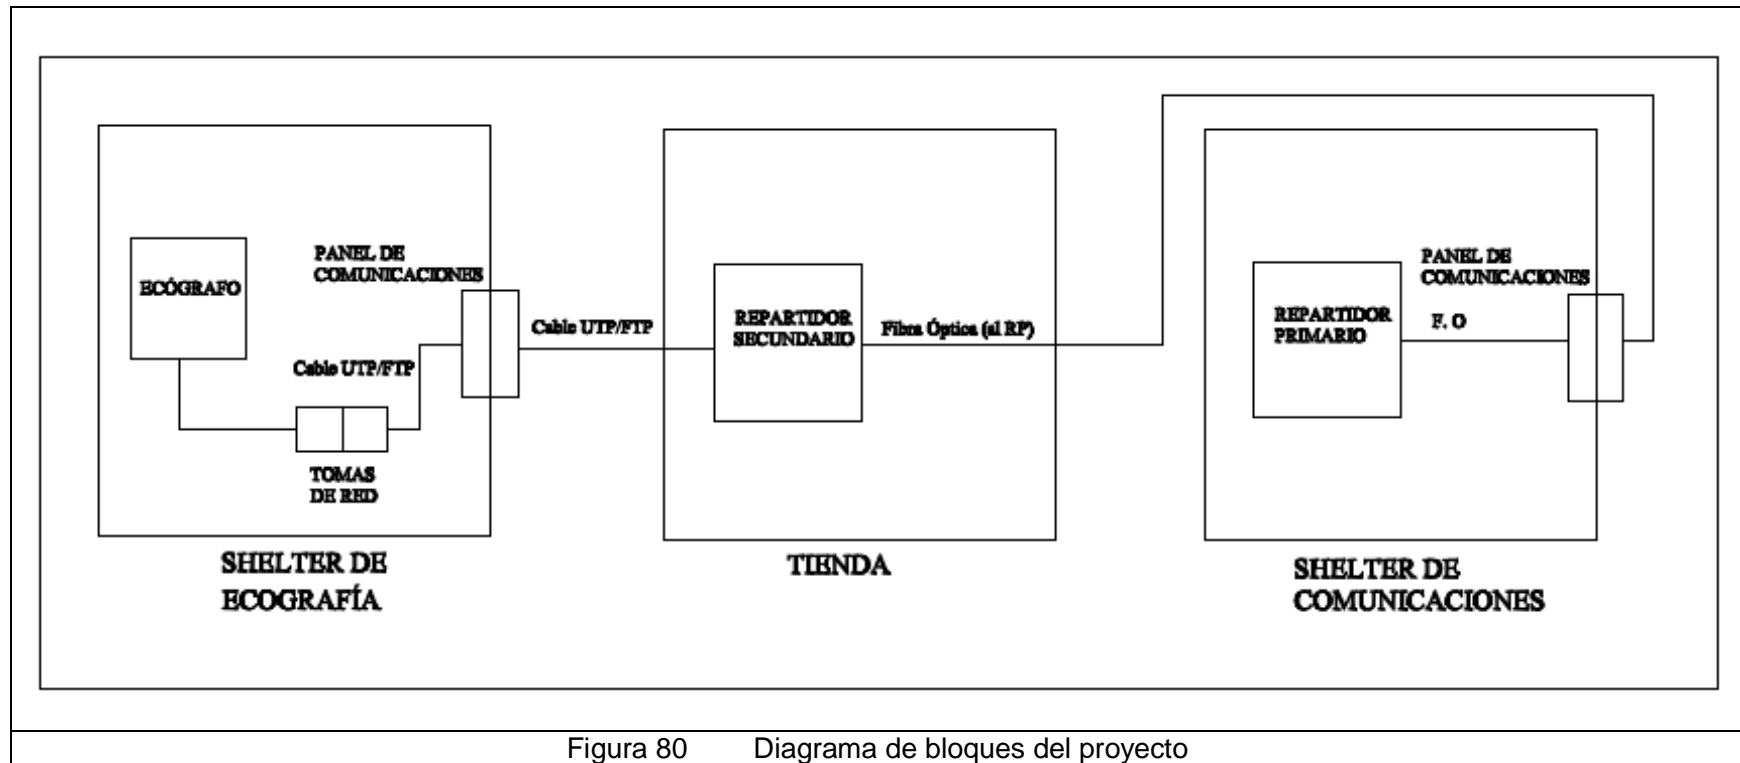 ECÓGRAFO
PANEL DE
COMUNICACIONES
Cable UTP/FTP
TOMAS
DE RED
SHELTER DE
ECOGRAFÍA
Cable UTP/FTP
REPARTIDOR
SECUNDARIO
Fibra Óptica (al RP)
TIENDA
REPARTIDOR
PRIMARIO
PANEL DE
COMUNICACIONES
F. O
SHELTER DE
COMUNICACIONES
Figura 80 Diagrama de bloques del proyecto